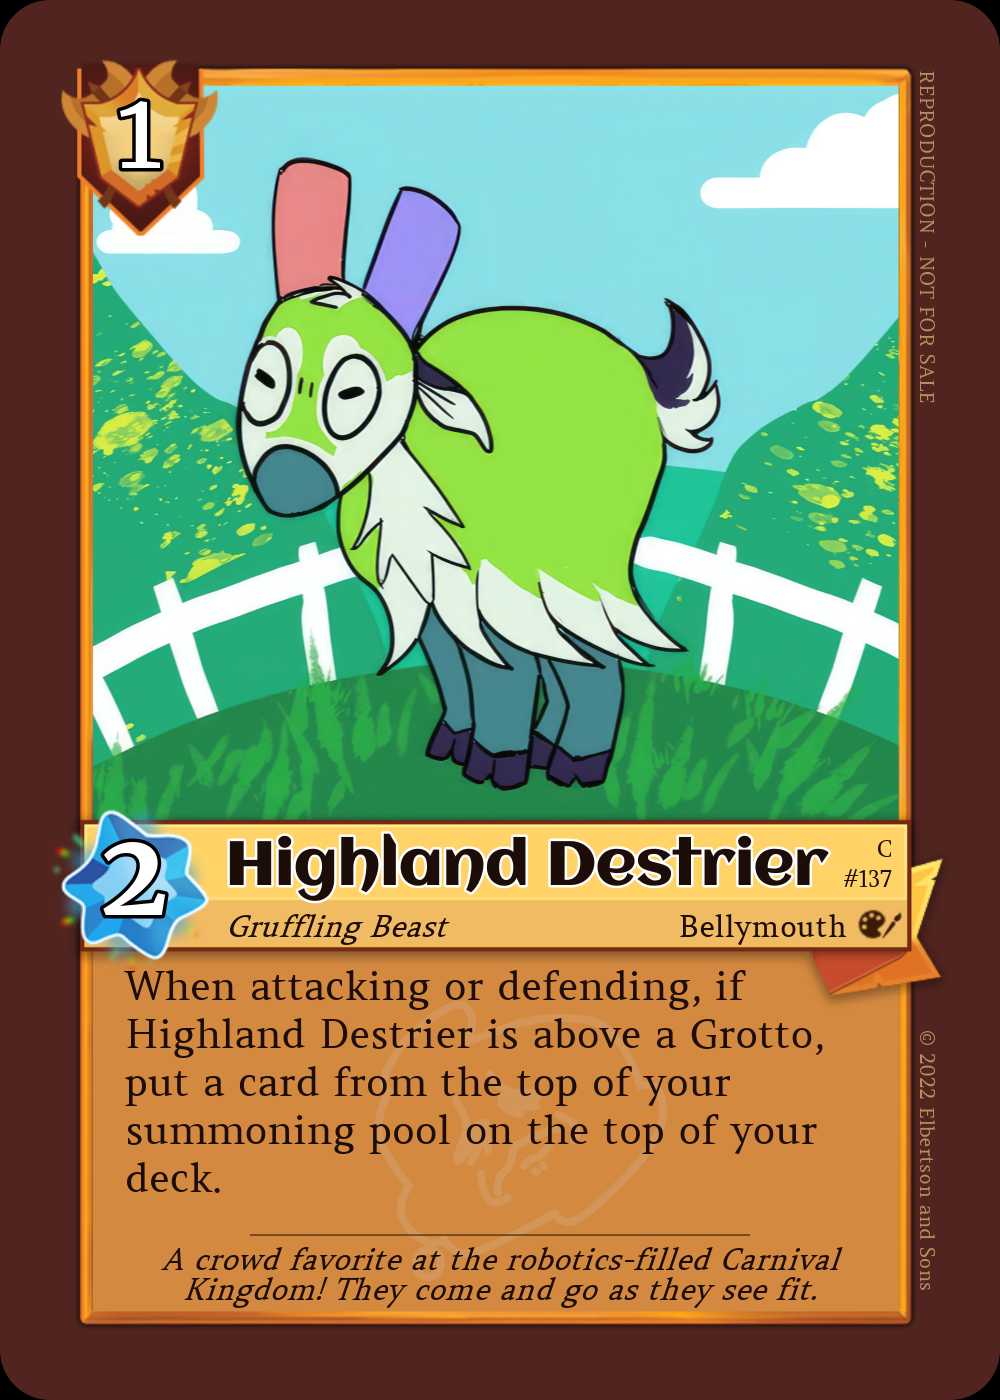 1
REPRODUCTION - NOT FOR SALE
2
Highland Destrier
C
#137
Gruffling Beast
Bellymouth
When attacking or defending, if
Highland Destrier is above a Grotto,
put a card from the top of your
summoning pool on the top of your
deck.
A crowd favorite at the robotics-filled Carnival
Kingdom! They come and go as they see fit.
© 2022 Elbertson and Sons